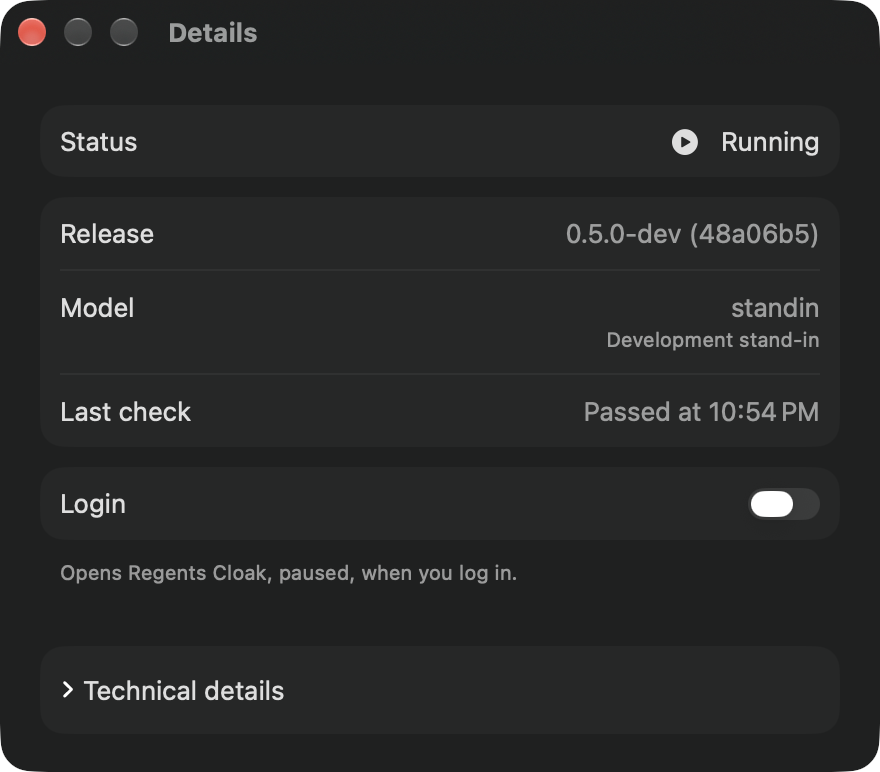 Details
Status
Running
Release
0.5.0-dev (48a06b5)
Model
standin
Development stand-in
Last check
Passed at 10:54 PM
Login
Opens Regents Cloak, paused, when you log in.
Technical details